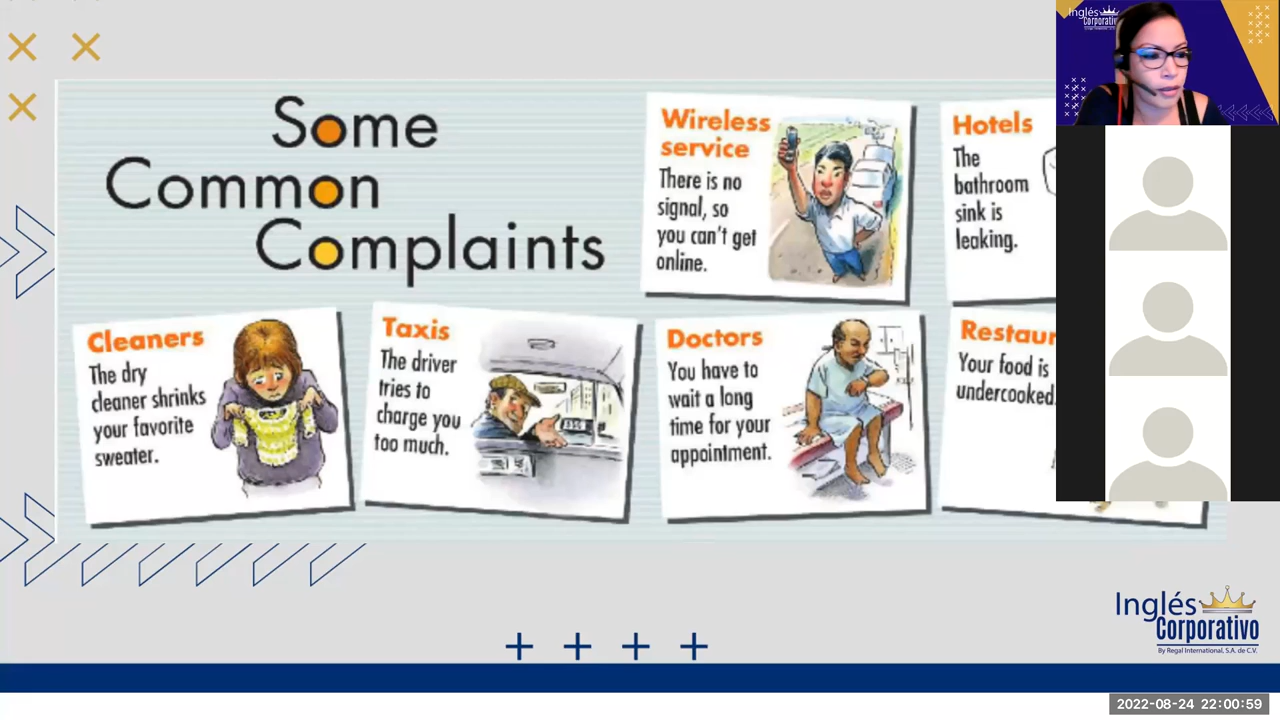 Some
Common
Complaints
Wireless
service
There is no
signal, so
you can't get
online.
Hotels
The
bathroom
sink is
leaking.
Cleaners
The dry
cleaner shrinks
your favorite
sweater.
Taxis
The driver
tries to
charge you
too much.
Doctors
You have to
wait a long
time for your
appointment.
Restaur
Your food is
undercooked.
Inglés
Corporativo
Inglés
Corporativo
By Regal International, S.A. de C.V.
2022-08-24 22:00:59